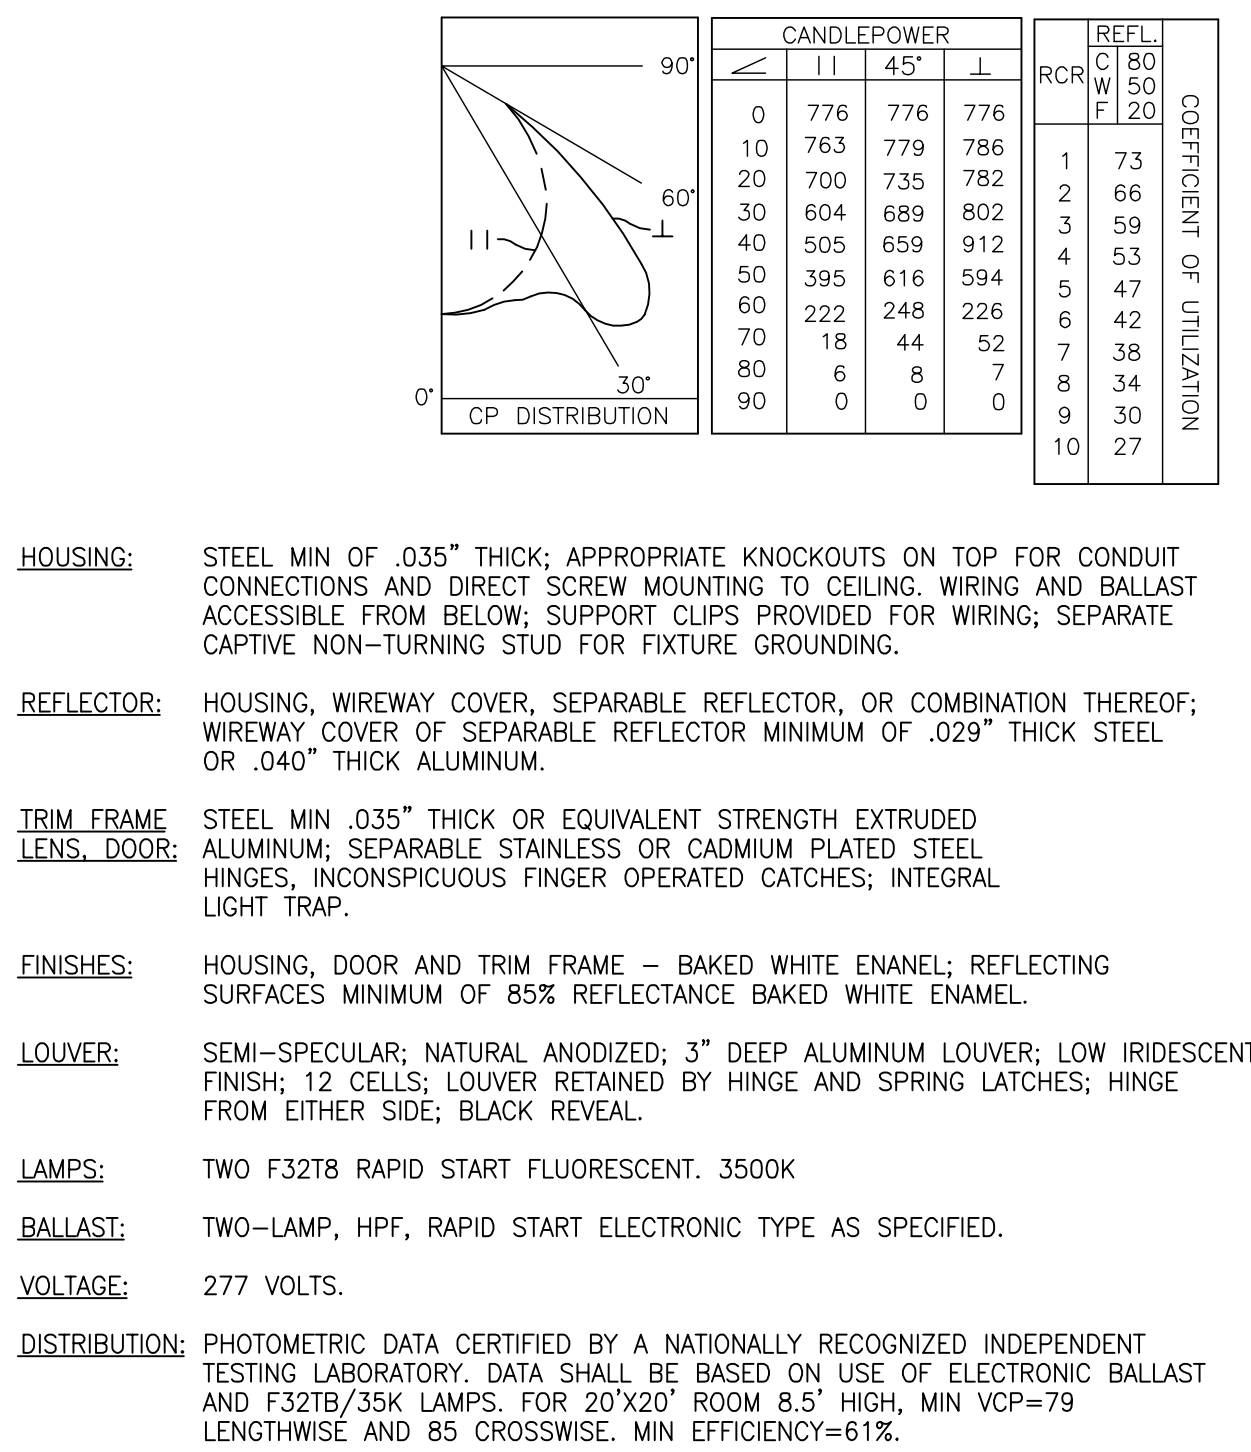 90°
60°
||
⊥
30°
0°
CP DISTRIBUTION
CANDLEPOWER
∠ || 45° ⊥
0 776 776 776
10 763 779 786
20 700 735 782
30 604 689 802
40 505 659 912
50 395 616 594
60 222 248 226
70 18 44 52
80 6 8 7
90 0 0 0
REFL.
RCR C 80
W 50
F 20
1 73
2 66
3 59
4 53
5 47
6 42
7 38
8 34
9 30
10 27
COEFFICIENT OF UTILIZATION
HOUSING: STEEL MIN OF .035" THICK; APPROPRIATE KNOCKOUTS ON TOP FOR CONDUIT
CONNECTIONS AND DIRECT SCREW MOUNTING TO CEILING. WIRING AND BALLAST
ACCESSIBLE FROM BELOW; SUPPORT CLIPS PROVIDED FOR WIRING; SEPARATE
CAPTIVE NON-TURNING STUD FOR FIXTURE GROUNDING.
REFLECTOR: HOUSING, WIREWAY COVER, SEPARABLE REFLECTOR, OR COMBINATION THEREOF;
WIREWAY COVER OF SEPARABLE REFLECTOR MINIMUM OF .029" THICK STEEL
OR .040" THICK ALUMINUM.
TRIM FRAME STEEL MIN .035" THICK OR EQUIVALENT STRENGTH EXTRUDED
LENS, DOOR: ALUMINUM; SEPARABLE STAINLESS OR CADMIUM PLATED STEEL
HINGES, INCONSPICUOUS FINGER OPERATED CATCHES; INTEGRAL
LIGHT TRAP.
FINISHES: HOUSING, DOOR AND TRIM FRAME - BAKED WHITE ENANEL; REFLECTING
SURFACES MINIMUM OF 85% REFLECTANCE BAKED WHITE ENAMEL.
LOUVER: SEMI-SPECULAR; NATURAL ANODIZED; 3" DEEP ALUMINUM LOUVER; LOW IRIDESCENT
FINISH; 12 CELLS; LOUVER RETAINED BY HINGE AND SPRING LATCHES; HINGE
FROM EITHER SIDE; BLACK REVEAL.
LAMPS: TWO F32T8 RAPID START FLUORESCENT. 3500K
BALLAST: TWO-LAMP, HPF, RAPID START ELECTRONIC TYPE AS SPECIFIED.
VOLTAGE: 277 VOLTS.
DISTRIBUTION: PHOTOMETRIC DATA CERTIFIED BY A NATIONALLY RECOGNIZED INDEPENDENT
TESTING LABORATORY. DATA SHALL BE BASED ON USE OF ELECTRONIC BALLAST
AND F32TB/35K LAMPS. FOR 20'X20' ROOM 8.5' HIGH, MIN VCP=79
LENGTHWISE AND 85 CROSSWISE. MIN EFFICIENCY=61%.